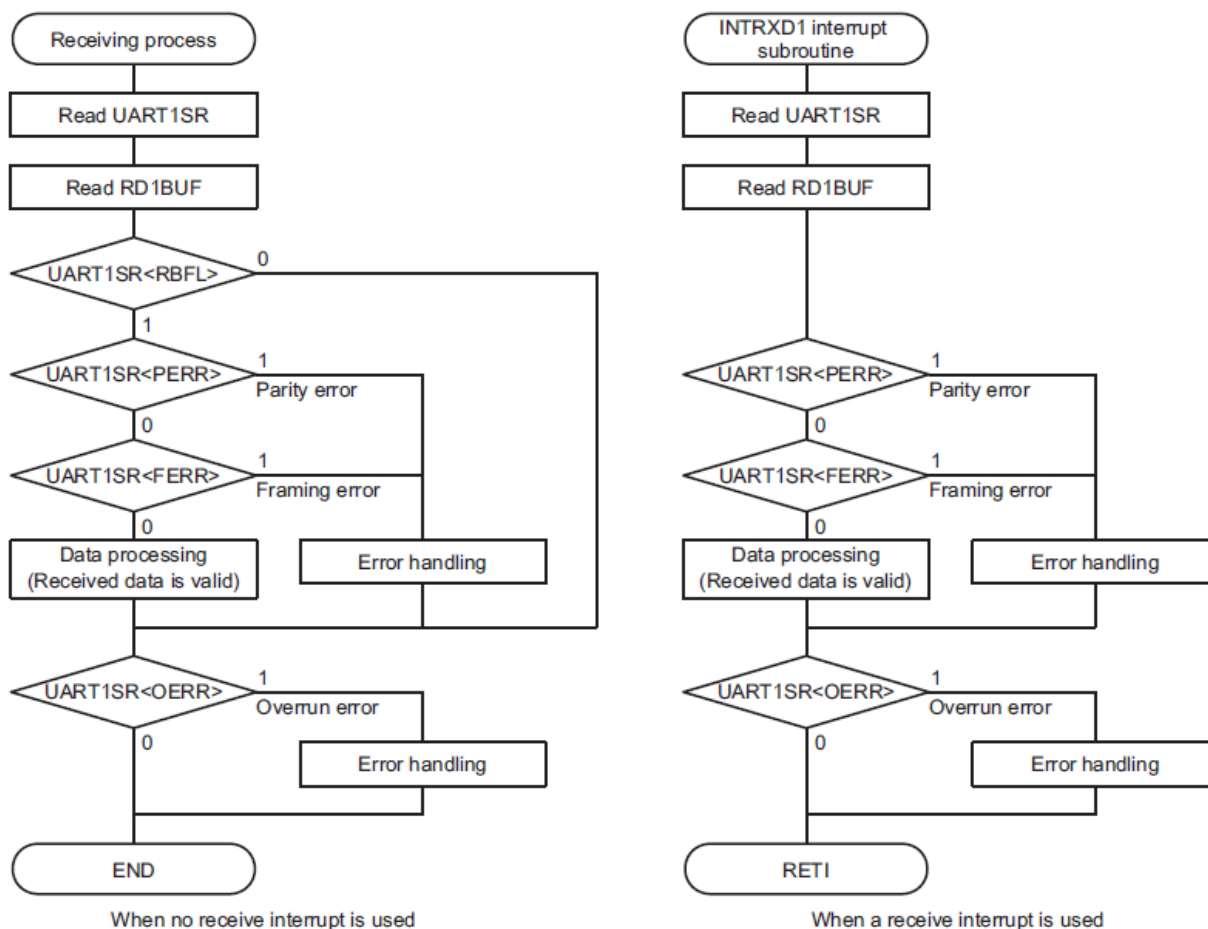 Receiving process
Read UART1SR
Read RD1BUF
UART1SR<RBFL>
0
1
UART1SR<PERR>
1
Parity error
0
UART1SR<FERR>
1
Framing error
0
Data processing
(Received data is valid)
Error handling
UART1SR<OERR>
1
Overrun error
0
Error handling
END
When no receive interrupt is used
INTRXD1 interrupt
subroutine
Read UART1SR
Read RD1BUF
UART1SR<PERR>
1
Parity error
0
UART1SR<FERR>
1
Framing error
0
Data processing
(Received data is valid)
Error handling
UART1SR<OERR>
1
Overrun error
0
Error handling
RETI
When a receive interrupt is used